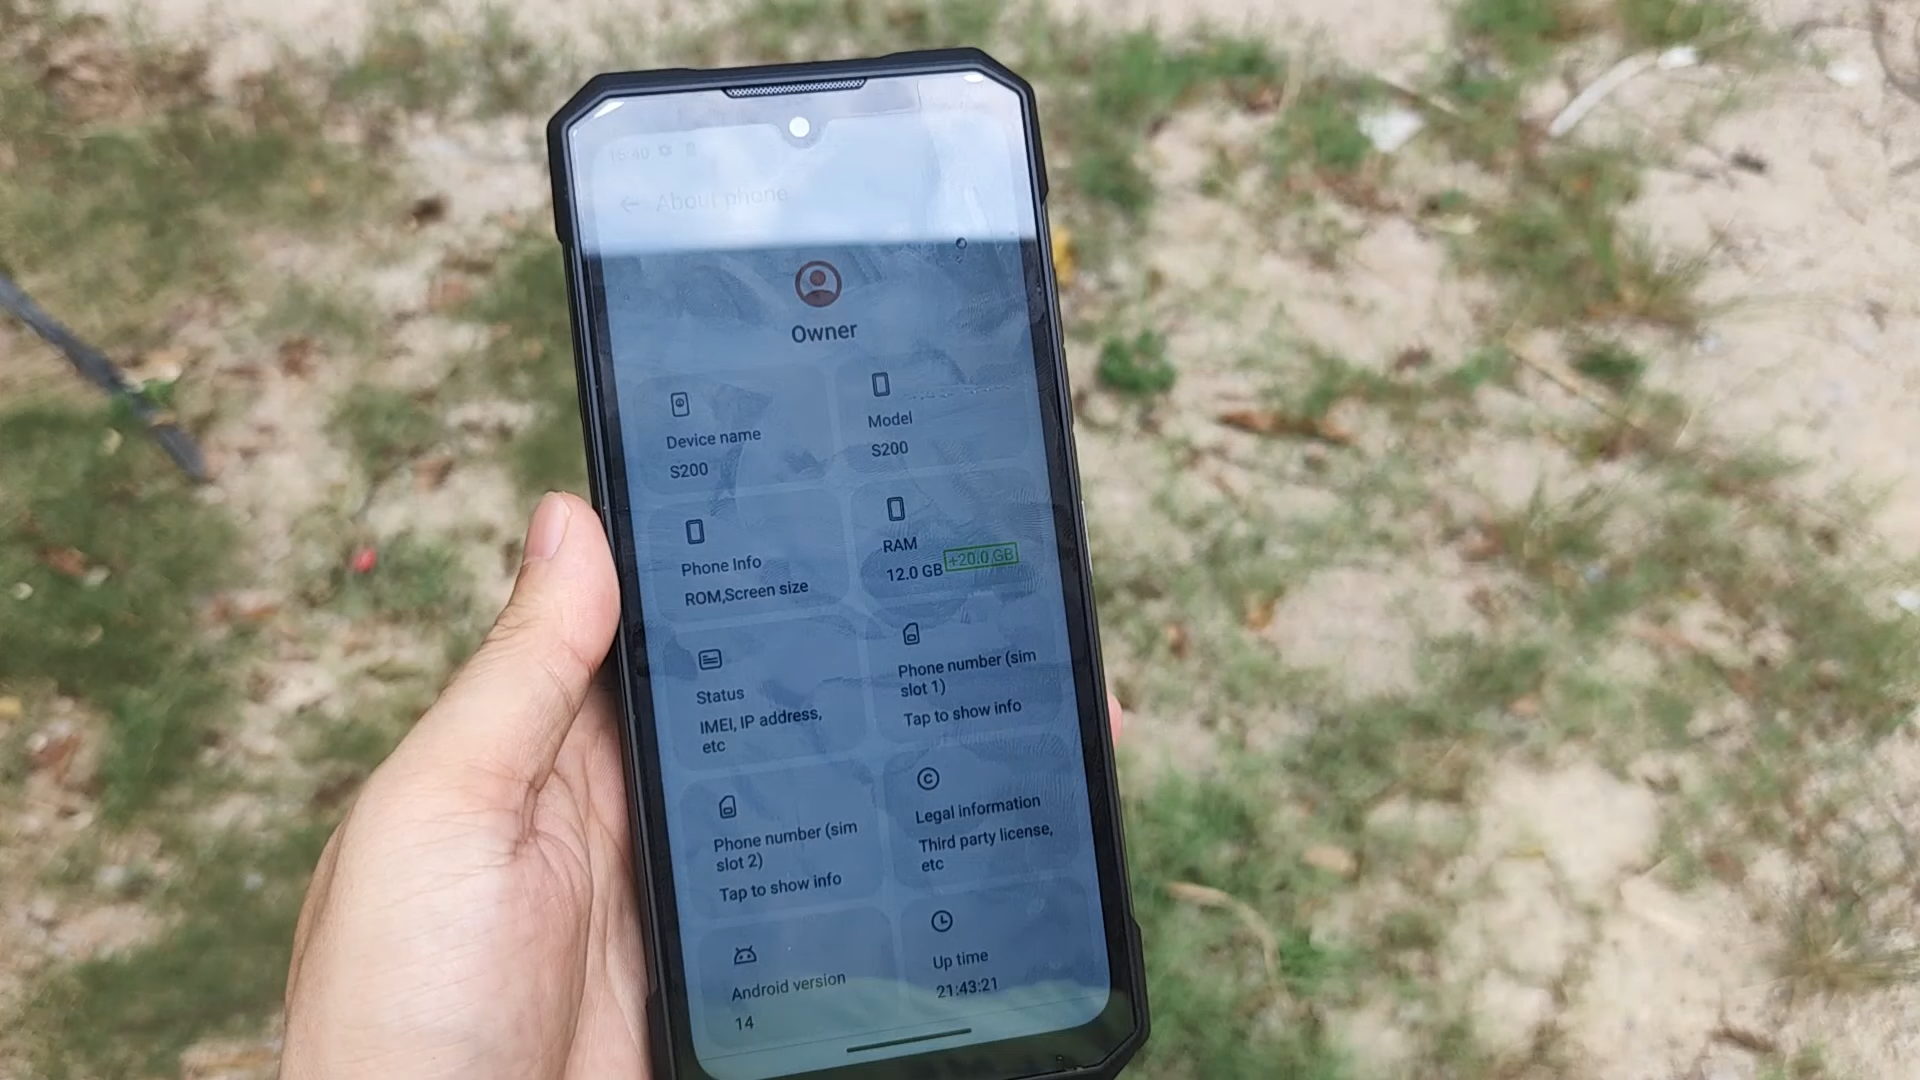 16:40
About phone
Owner
Device name
S200
Model
S200
Phone Info
ROM,Screen size
RAM
12.0 GB +20.0 GB
Status
IMEI, IP address,
etc
Phone number (sim
slot 1)
Tap to show info
Phone number (sim
slot 2)
Tap to show info
Legal information
Third party license,
etc
Android version
14
Up time
21:43:21